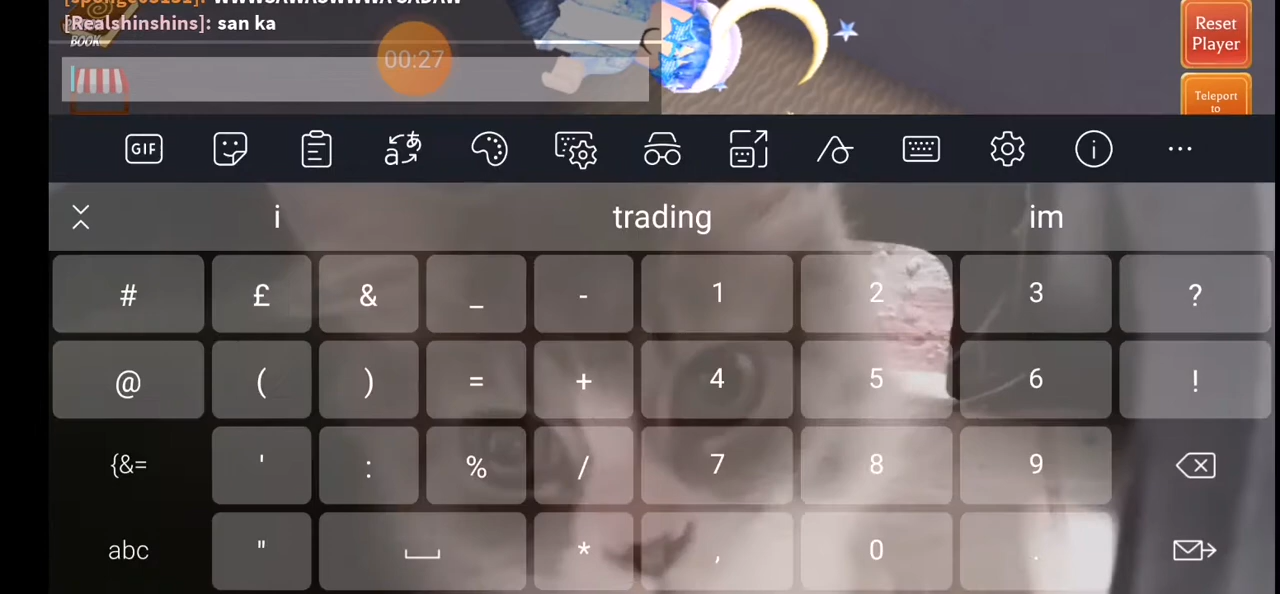 [Realshinshins]: san ka
BOOK
00:27
Reset
Player
Teleport
to
GIF
i trading im
# £ & _ - 1 2 3 ?
@ ( ) = + 4 5 6 !
{&= ' : % / 7 8 9
abc " * , 0 .